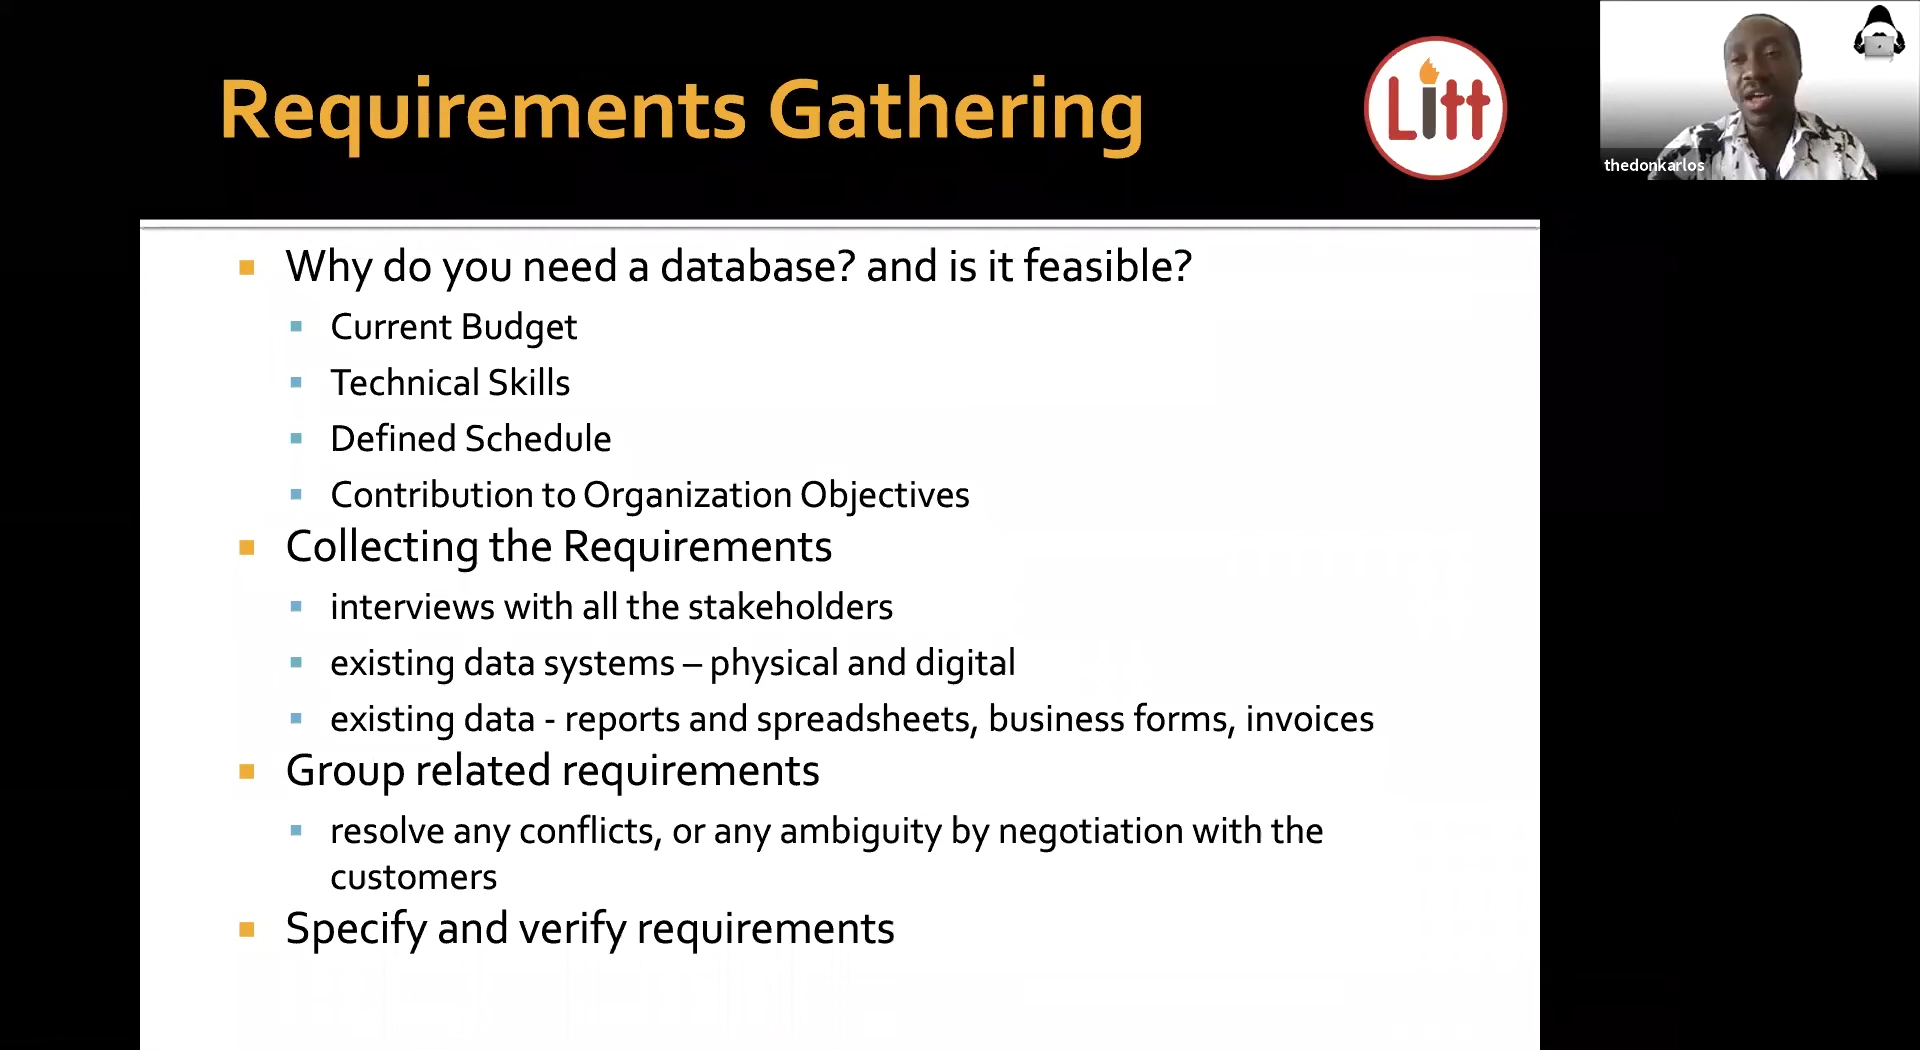 Requirements Gathering
Litt
thedonkarlos
Why do you need a database? and is it feasible?
Current Budget
Technical Skills
Defined Schedule
Contribution to Organization Objectives
Collecting the Requirements
interviews with all the stakeholders
existing data systems – physical and digital
existing data - reports and spreadsheets, business forms, invoices
Group related requirements
resolve any conflicts, or any ambiguity by negotiation with the
customers
Specify and verify requirements